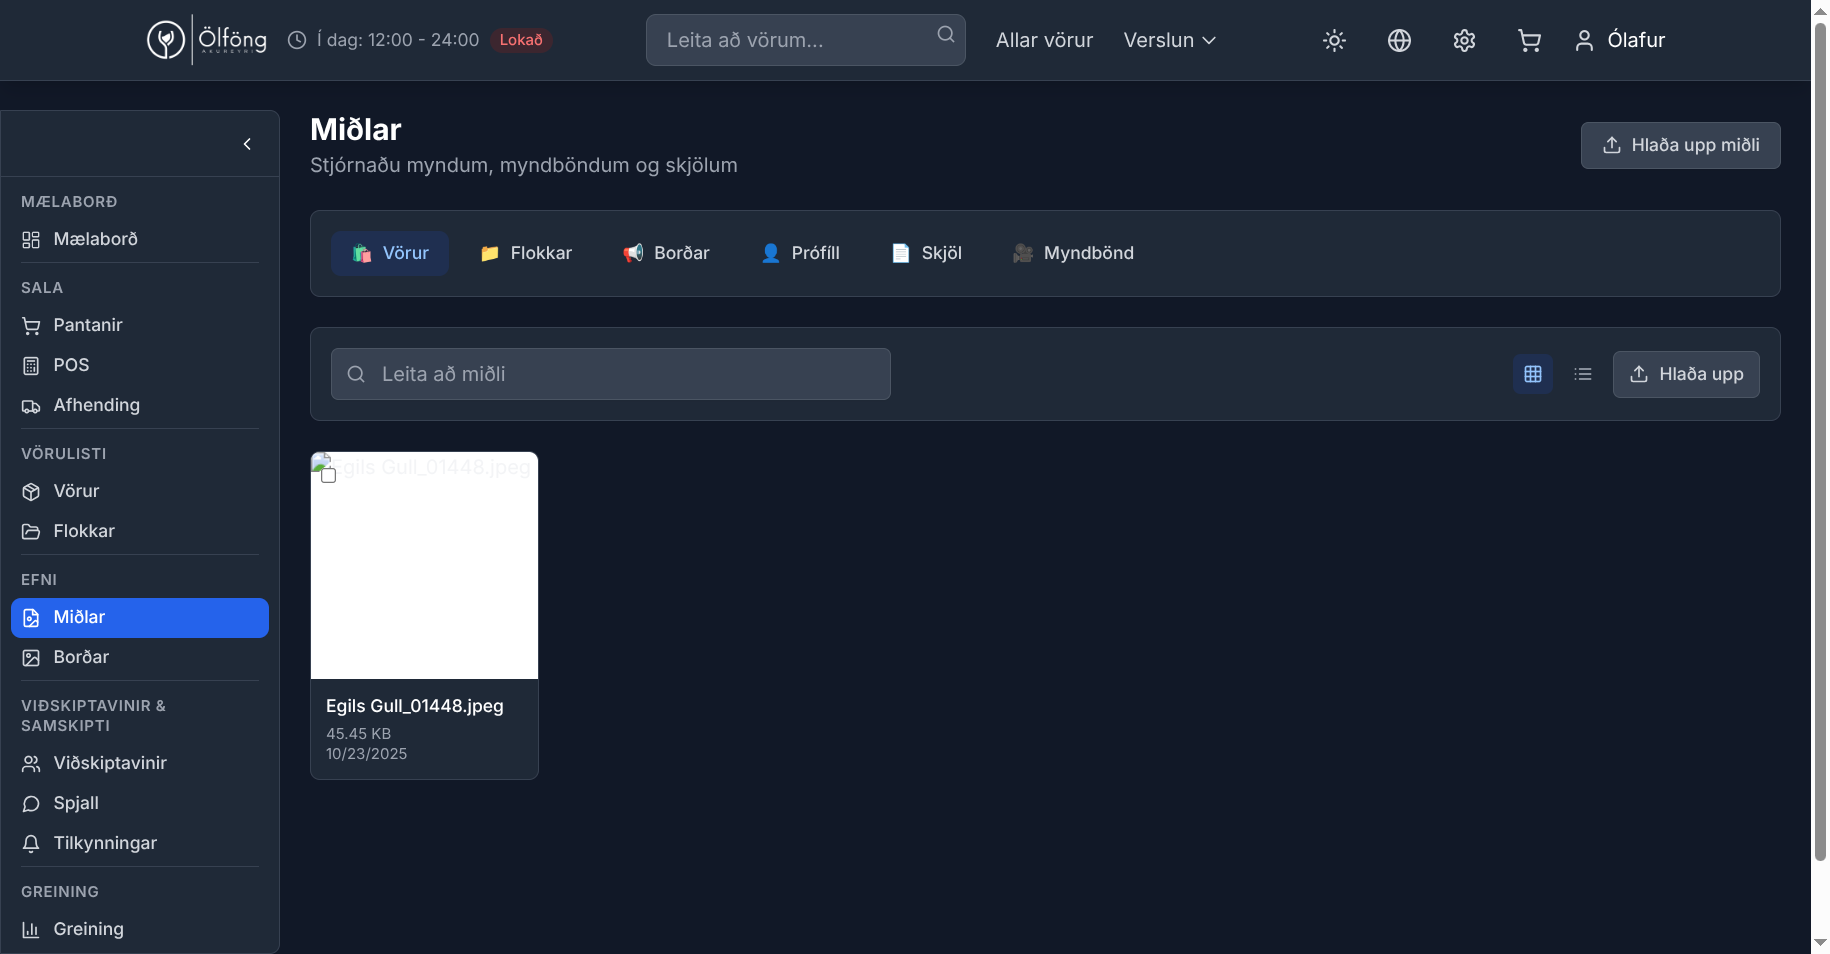 Ölföng
AKUREYRI
Í dag: 12:00 - 24:00
Lokað
Leita að vörum...
Allar vörur
Verslun
Ólafur
MÆLABORÐ
Mælaborð
SALA
Pantanir
POS
Afhending
VÖRULISTI
Vörur
Flokkar
EFNI
Miðlar
Borðar
VIÐSKIPTAVINIR &
SAMSKIPTI
Viðskiptavinir
Spjall
Tilkynningar
GREINING
Greining
Miðlar
Stjórnaðu myndum, myndböndum og skjölum
Hlaða upp miðli
Vörur
Flokkar
Borðar
Prófíll
Skjöl
Myndbönd
Leita að miðli
Hlaða upp
Egils Gull_01448.jpeg
Egils Gull_01448.jpeg
45.45 KB
10/23/2025